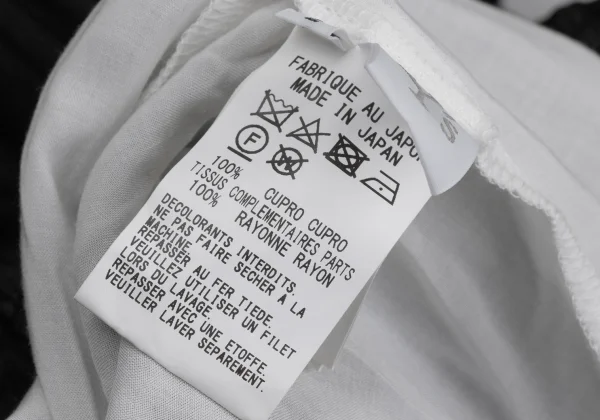 FABRIQUE AU JAPO
MADE IN JAPAN
F
W
100% CUPRO CUPRO
TISSUS COMPLEMENTAIRES PARTS
100% RAYONNE RAYON
DECOLORANTS INTERDITS.
NE PAS FAIRE SECHER A LA
MACHINE.
REPASSER AU FER TIEDE.
VEUILLEZ UTILISER UN FILET
LORS DU LAVAGE.
REPASSER AVEC UNE ETOFFE.
VEUILLER LAVER SEPAREMENT.